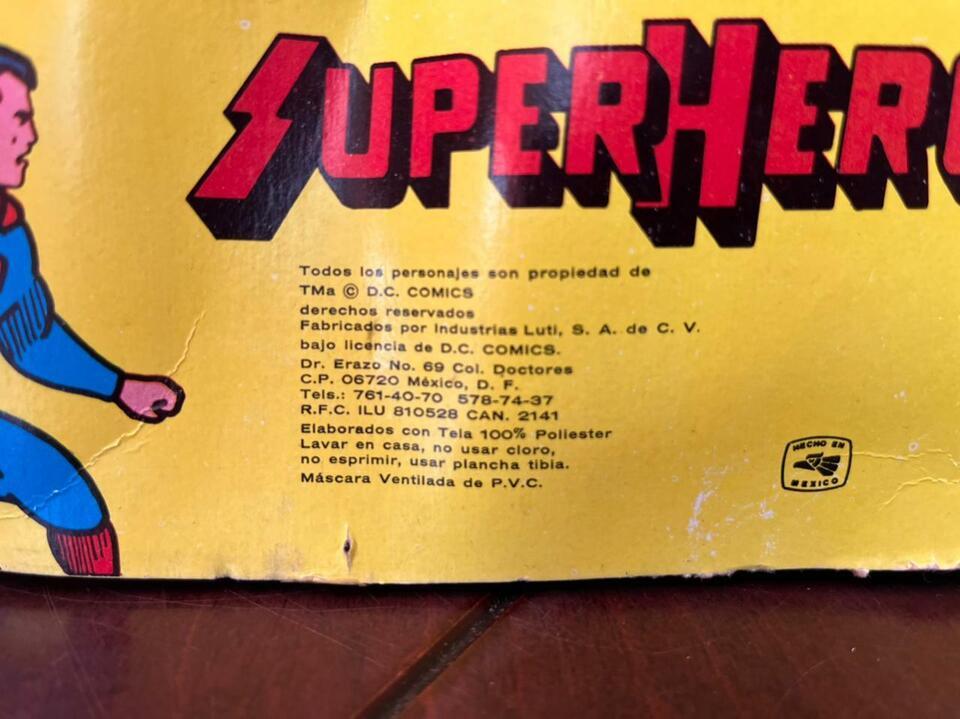 SUPERHERO
Todos los personajes son propiedad de
TMa © D.C. COMICS
derechos reservados
Fabricados por Industrias Luti, S. A. de C. V.
bajo licencia de D.C. COMICS.
Dr. Erazo No. 69 Col. Doctores
C.P. 06720 México, D. F.
Tels.: 761-40-70 578-74-37
R.F.C. ILU 810528 CAN. 2141
Elaborados con Tela 100% Poliester
Lavar en casa, no usar cloro,
no esprimir, usar plancha tibia.
Máscara Ventilada de P.V.C.
HECHO EN
MEXICO